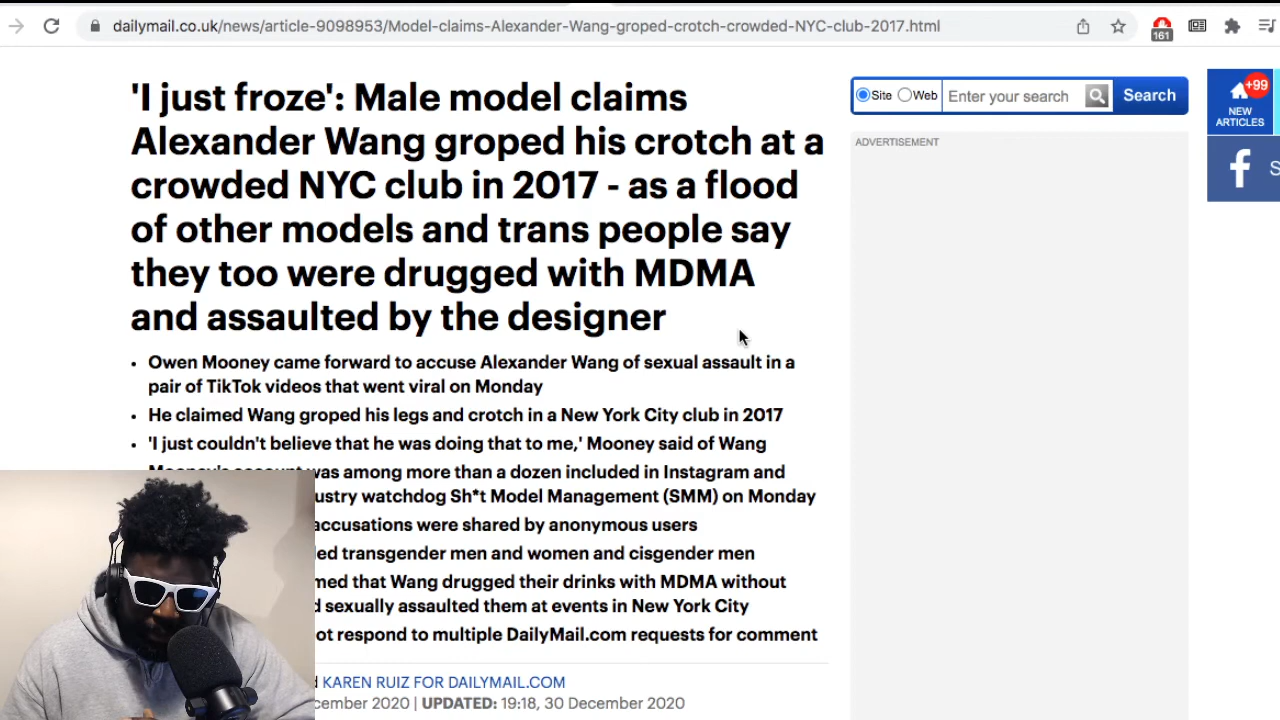 dailymail.co.uk/news/article-9098953/Model-claims-Alexander-Wang-groped-crotch-crowded-NYC-club-2017.html
161
'I just froze': Male model claims
Alexander Wang groped his crotch at a
crowded NYC club in 2017 - as a flood
of other models and trans people say
they too were drugged with MDMA
and assaulted by the designer
• Owen Mooney came forward to accuse Alexander Wang of sexual assault in a
pair of TikTok videos that went viral on Monday
• He claimed Wang groped his legs and crotch in a New York City club in 2017
• 'I just couldn't believe that he was doing that to me,' Mooney said of Wang
Mooney's account was among more than a dozen included in Instagram and
ustry watchdog Sh*t Model Management (SMM) on Monday
accusations were shared by anonymous users
led transgender men and women and cisgender men
med that Wang drugged their drinks with MDMA without
d sexually assaulted them at events in New York City
ot respond to multiple DailyMail.com requests for comment
d KAREN RUIZ FOR DAILYMAIL.COM
cember 2020 | UPDATED: 19:18, 30 December 2020
Site Web Enter your search Search
ADVERTISEMENT
+99
NEW
ARTICLES
f S